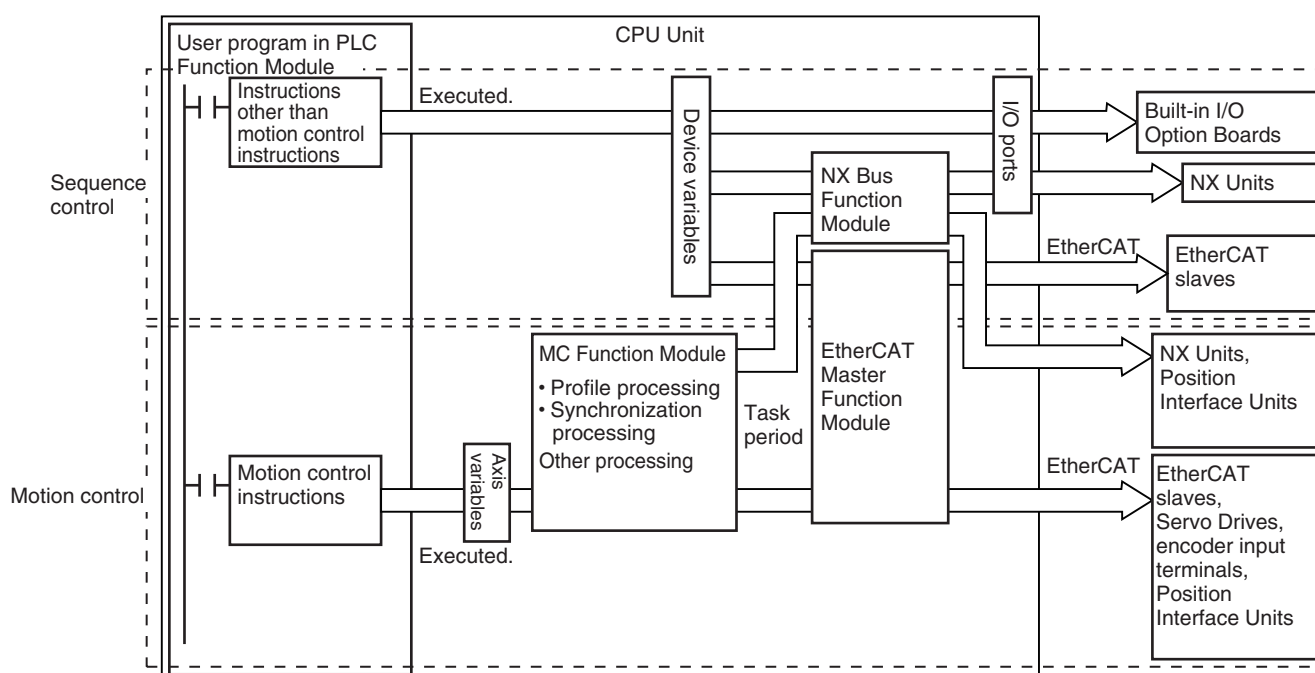 CPU Unit
User program in PLC
Function Module
Sequence
control
Instructions
other than
motion control
instructions
Executed.
Device variables
I/O ports
Built-in I/O
Option Boards
NX Bus
Function
Module
NX Units
EtherCAT
EtherCAT
slaves
Motion control
Motion control
instructions
Axis
variables
Executed.
MC Function Module
• Profile processing
• Synchronization
processing
Other processing
Task
period
EtherCAT
Master
Function
Module
NX Units,
Position
Interface Units
EtherCAT
EtherCAT
slaves,
Servo Drives,
encoder input
terminals,
Position
Interface Units